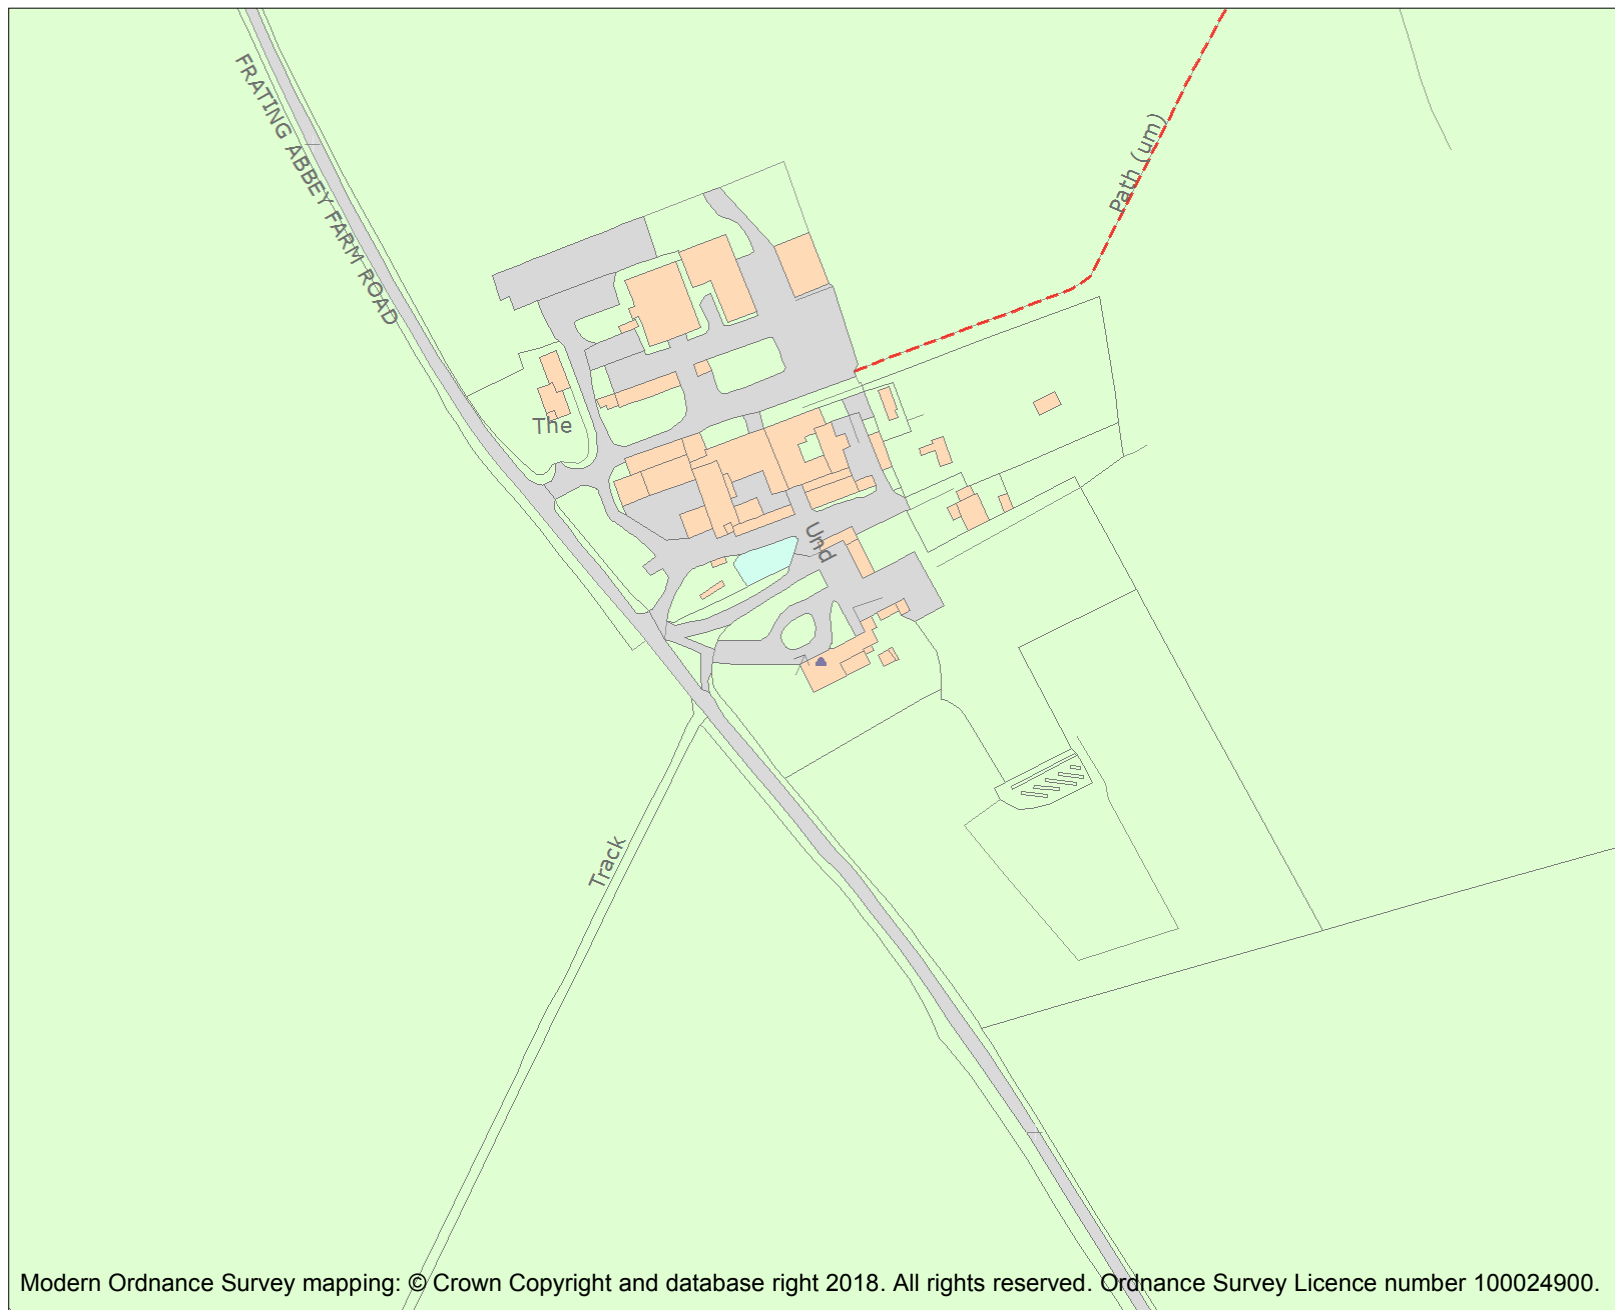 FRATING ABBEY FARM ROAD
Path (um)
The
Und
Track
Modern Ordnance Survey mapping: © Crown Copyright and database right 2018. All rights reserved. Ordnance Survey Licence number 100024900.